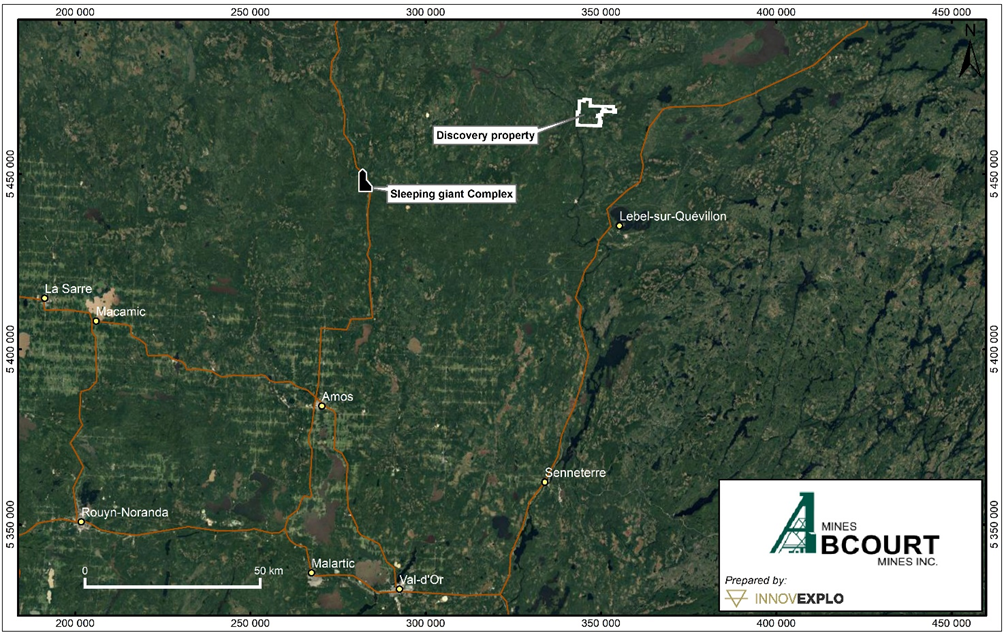 200 000 250 000 300 000 350 000 400 000 450 000
N
Discovery property
5 450 000 5 450 000
Sleeping giant Complex
Lebel-sur-Quévillon
La Sarre
Macamic
5 400 000 5 400 000
Amos
Senneterre
Rouyn-Noranda
5 350 000 5 350 000
Malartic
Val-d'Or
0 50 km
MINES
ABCOURT
MINES INC.
Prepared by:
INNOVEXPLO
200 000 250 000 300 000 350 000 400 000 450 000